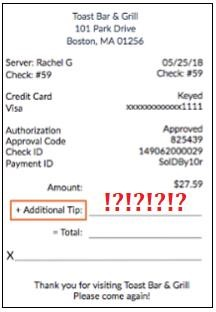 Toast Bar & Grill
101 Park Drive
Boston, MA 01256
Server: Rachel G 05/25/18
Check: #59 Check: #59
Credit Card Keyed
Visa xxxxxxxxxxxx1111
Authorization Approved
Approval Code 825439
Check ID 149062000029
Payment ID SolDBy10r
Amount: $27.59
+ Additional Tip: !?!?!?!?
= Total:
X
Thank you for visiting Toast Bar & Grill
Please come again!